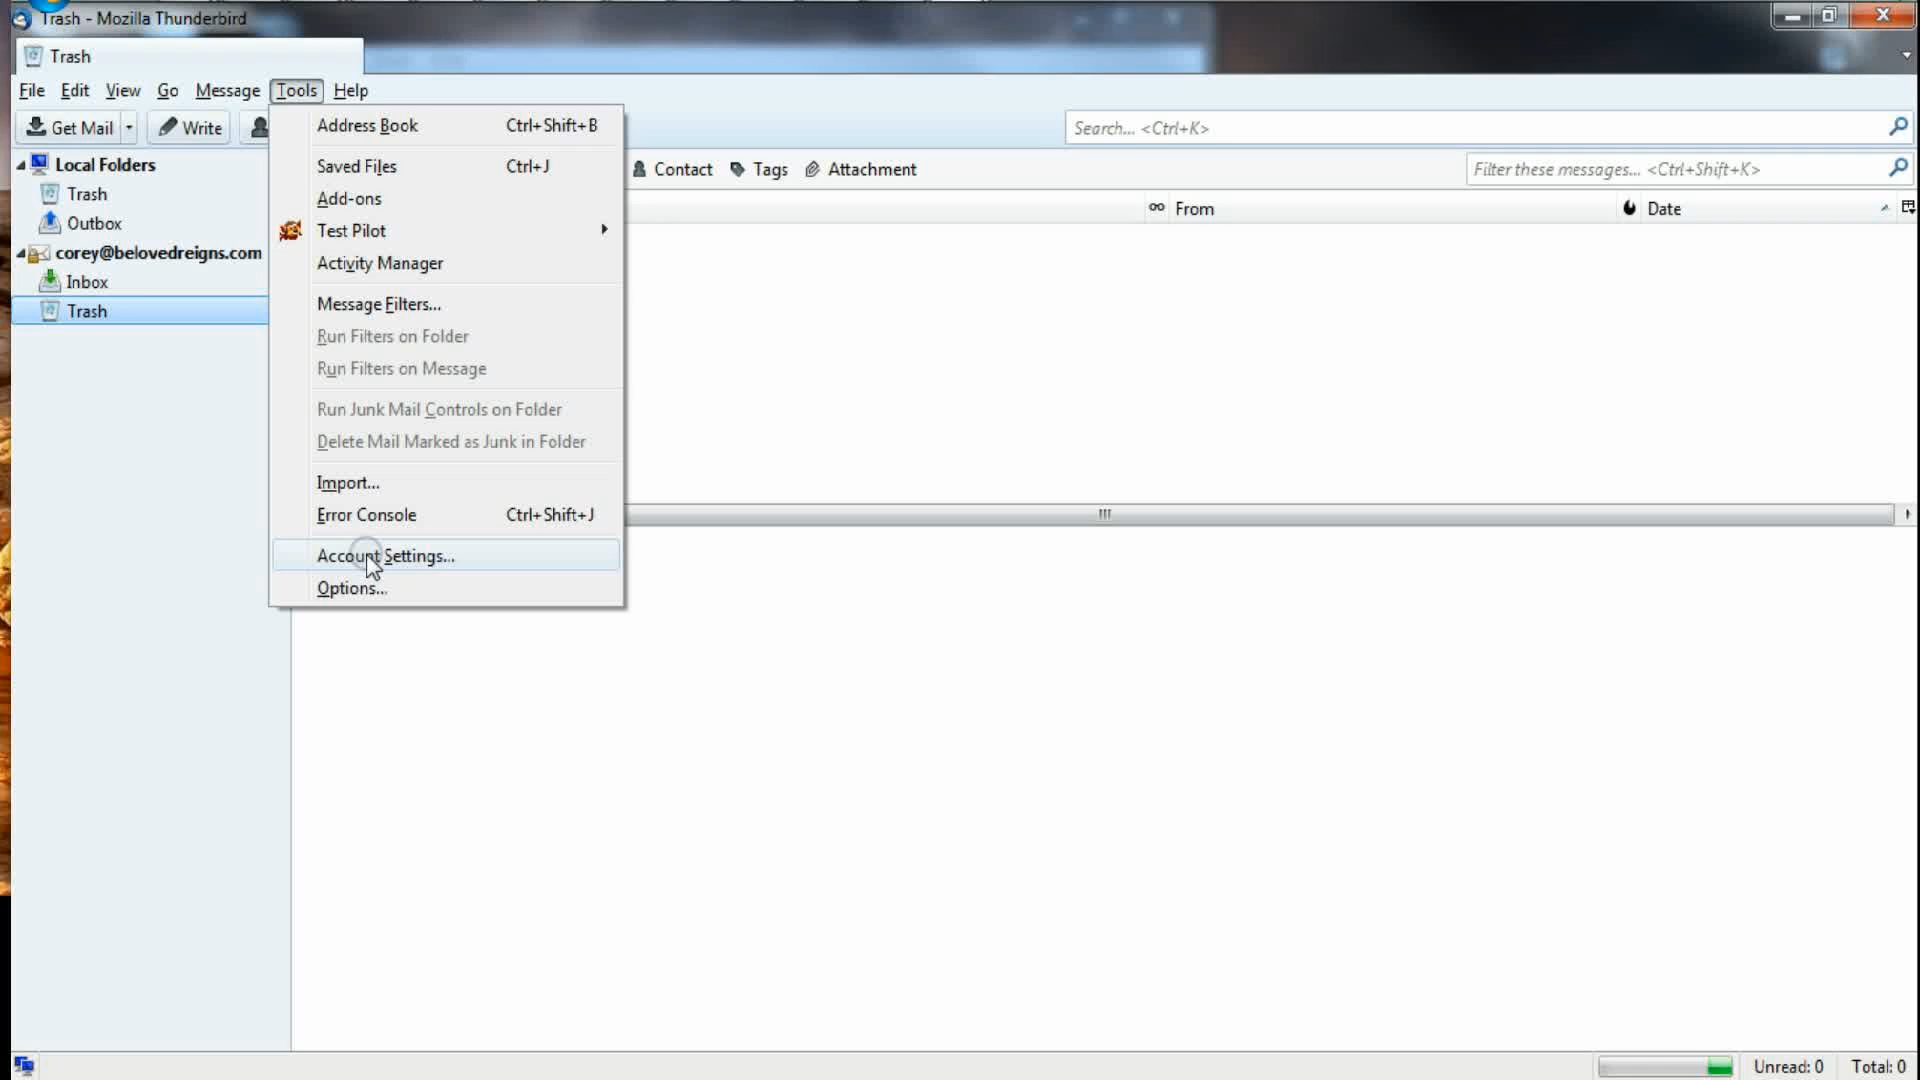 Trash - Mozilla Thunderbird
Trash
File Edit View Go Message Tools Help
Get Mail Write
Search... <Ctrl+K>
Address Book Ctrl+Shift+B
Saved Files Ctrl+J
Add-ons
Test Pilot
Activity Manager
Message Filters...
Run Filters on Folder
Run Filters on Message
Run Junk Mail Controls on Folder
Delete Mail Marked as Junk in Folder
Import...
Error Console Ctrl+Shift+J
Account Settings...
Options...
Local Folders
Trash
Outbox
corey@belovedreigns.com
Inbox
Trash
Contact Tags Attachment
Filter these messages... <Ctrl+Shift+K>
From Date
Unread: 0 Total: 0